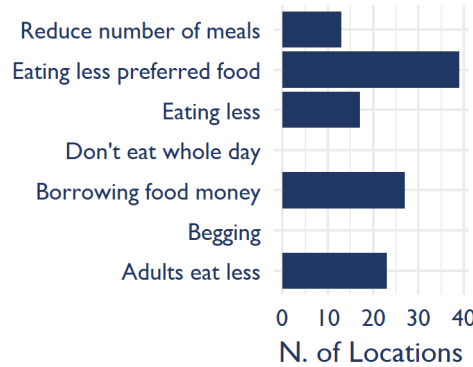 Reduce number of meals
Eating less preferred food
Eating less
Don't eat whole day
Borrowing food money
Begging
Adults eat less
0 10 20 30 40
N. of Locations